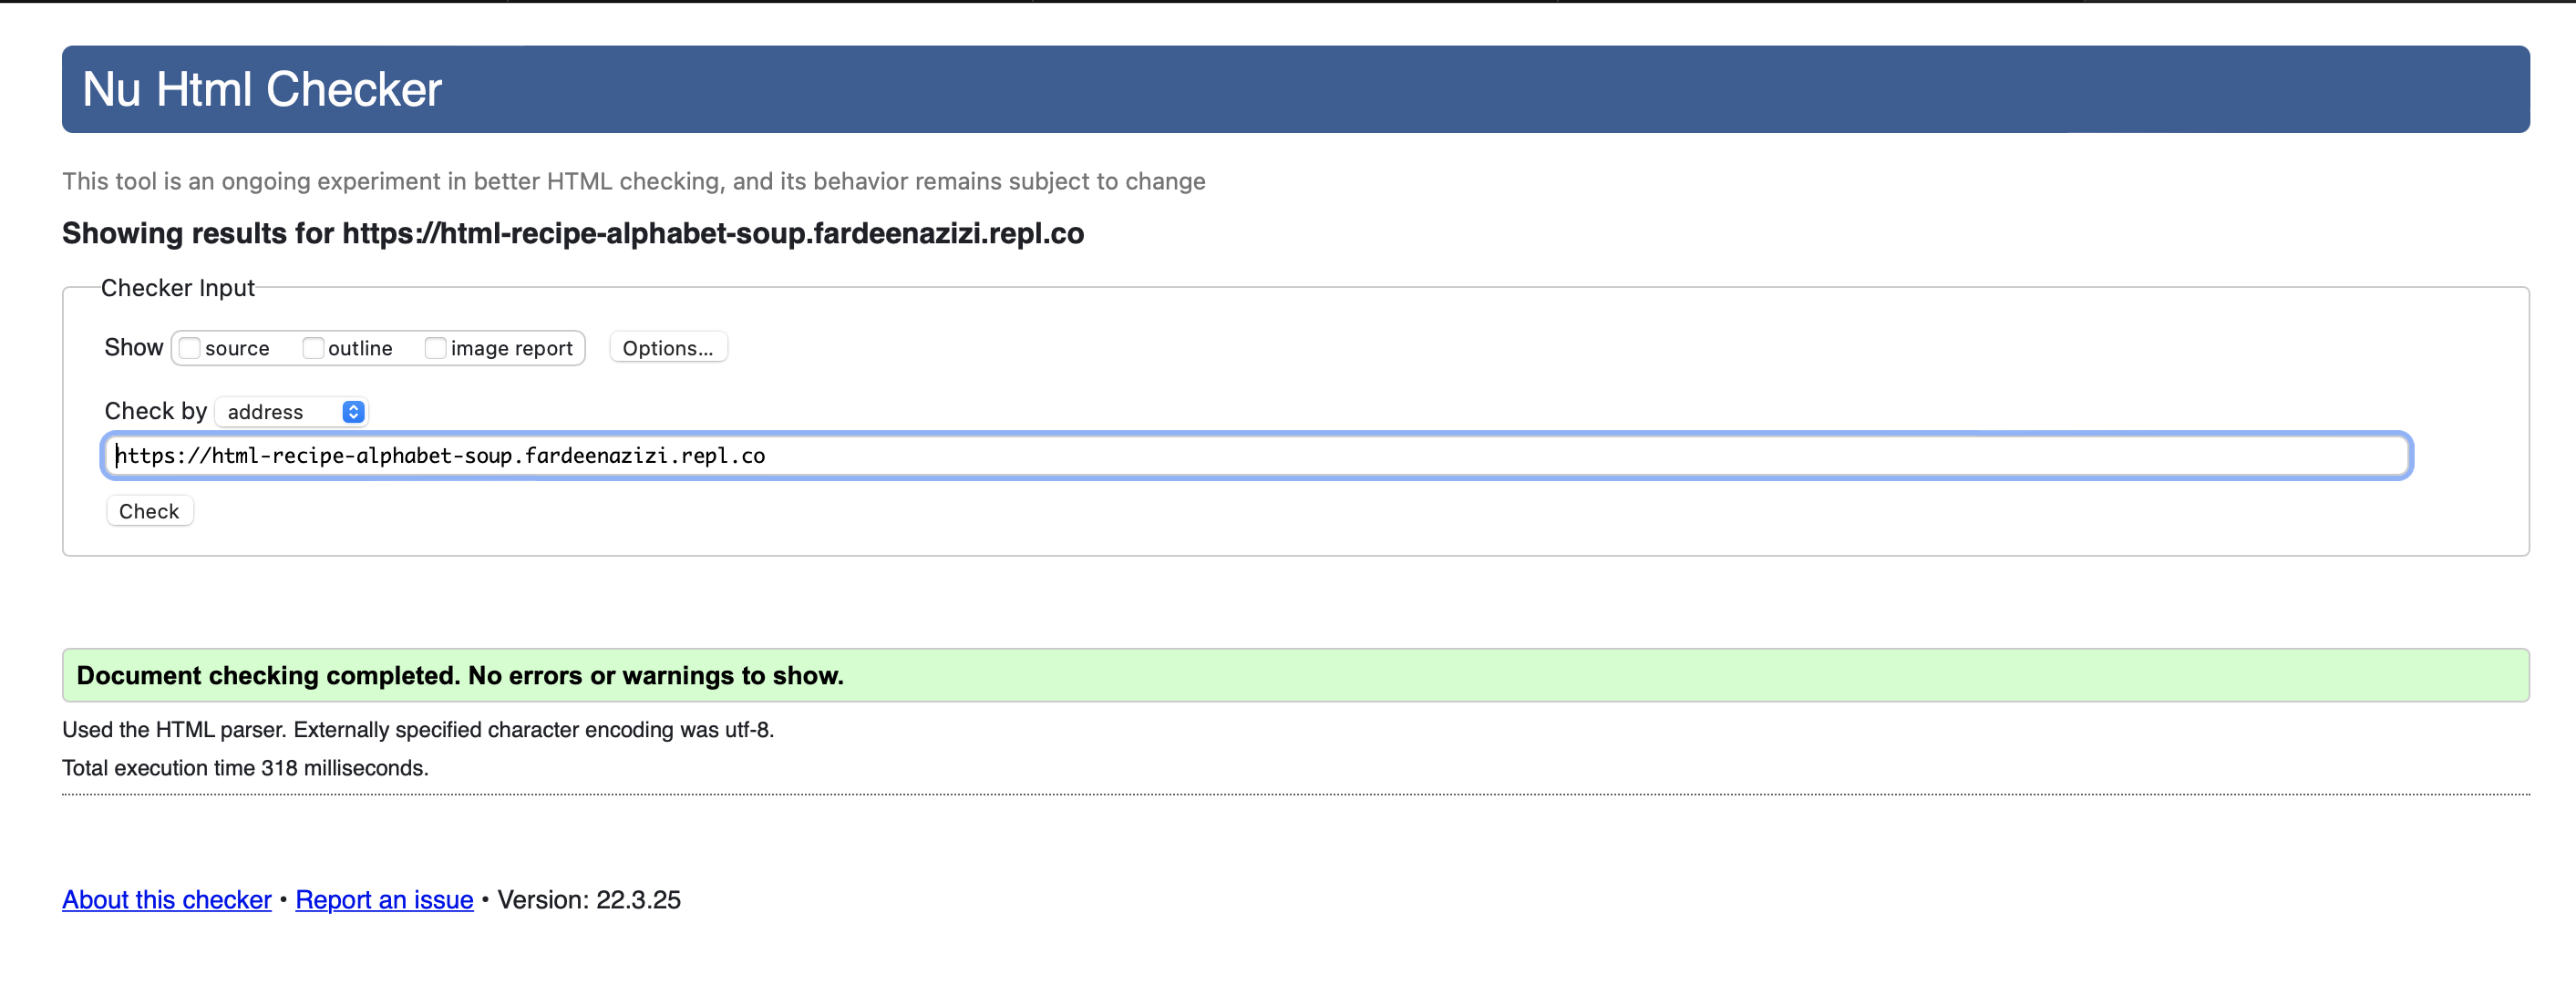 Nu Html Checker
This tool is an ongoing experiment in better HTML checking, and its behavior remains subject to change
Showing results for https://html-recipe-alphabet-soup.fardeenazizi.repl.co
Checker Input
Show source outline image report Options...
Check by address
https://html-recipe-alphabet-soup.fardeenazizi.repl.co
Check
Document checking completed. No errors or warnings to show.
Used the HTML parser. Externally specified character encoding was utf-8.
Total execution time 318 milliseconds.
About this checker • Report an issue • Version: 22.3.25